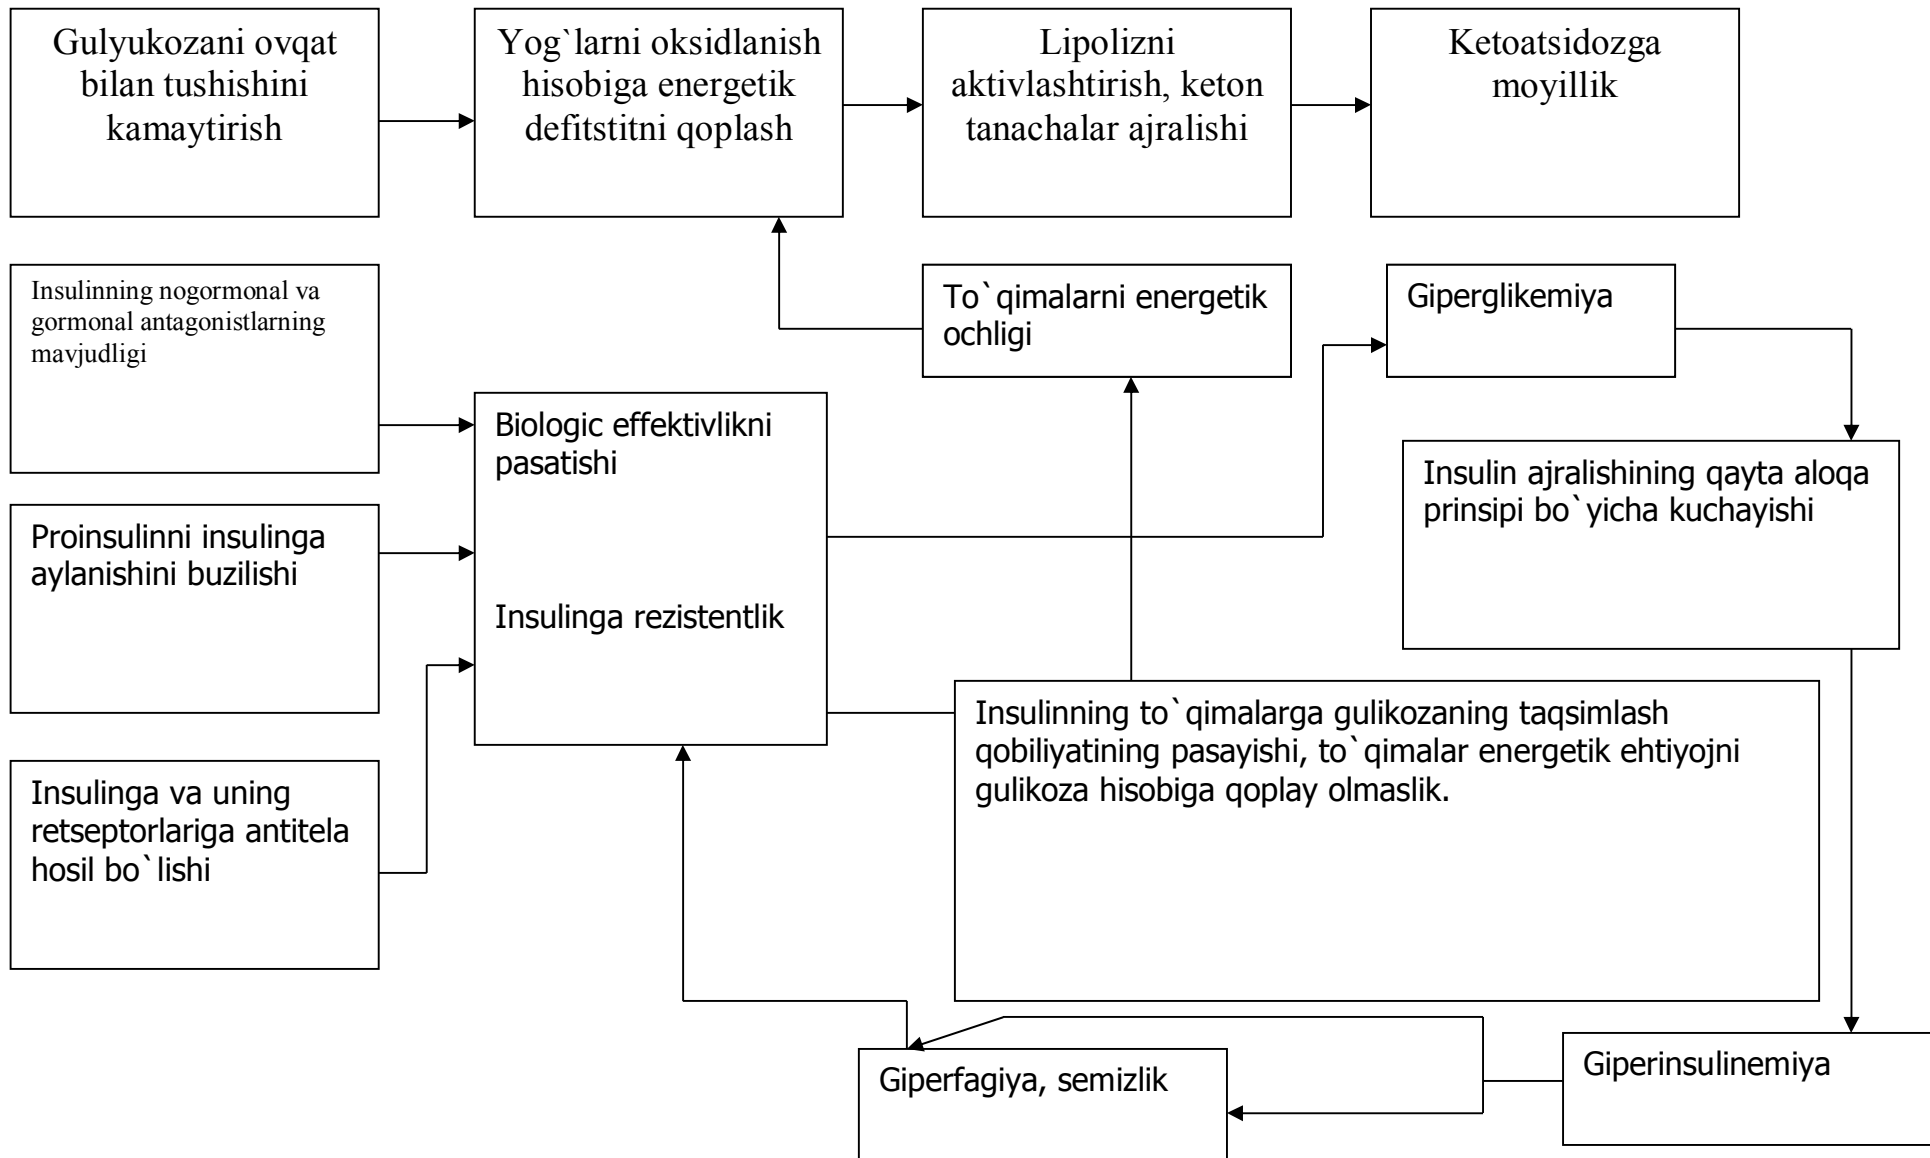 Gulyukozani ovqat
bilan tushishini
kamaytirish
Yog`larni oksidlanish
hisobiga energetik
defitstitni qoplash
Lipolizni
aktivlashtirish, keton
tanachalar ajralishi
Ketoatsidozga
moyillik
Insulinning nogormonal va
gormonal antagonistlarning
mavjudligi
To`qimalarni energetik
ochligi
Giperglikemiya
Biologic effektivlikni
pasatishi
Insulinga rezistentlik
Insulin ajralishining qayta aloqa
prinsipi bo`yicha kuchayishi
Proinsulinni insulinga
aylanishini buzilishi
Insulinning to`qimalarga gulikozaning taqsimlash
qobiliyatining pasayishi, to`qimalar energetik ehtiyojni
gulikoza hisobiga qoplay olmaslik.
Insulinga va uning
retseptorlariga antitela
hosil bo`lishi
Giperfagiya, semizlik
Giperinsulinemiya